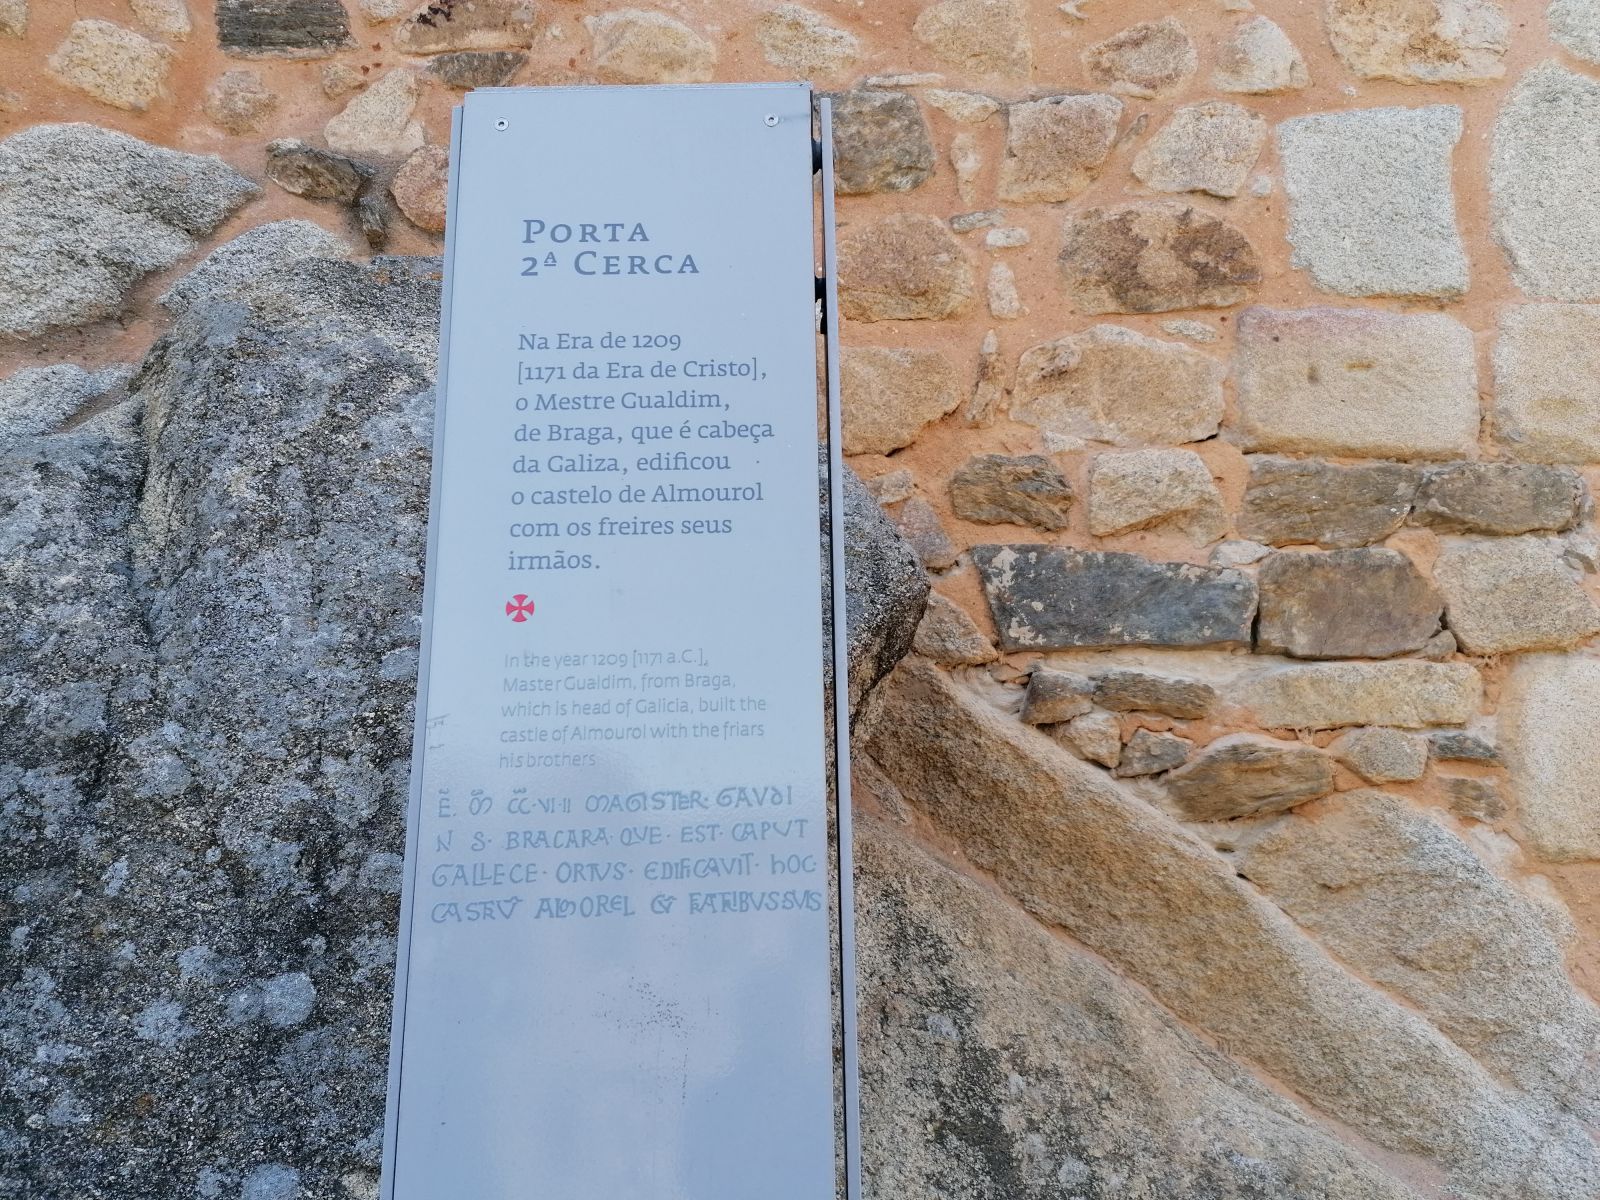 Porta
2ª Cerca
Na Era de 1209
[1171 da Era de Cristo],
o Mestre Gualdim,
de Braga, que é cabeça
da Galiza, edificou
o castelo de Almourol
com os freires seus
irmãos.
In the year 1209 [1171 a.C.],
Master Gualdim, from Braga,
which is head of Galicia, built the
castle of Almourol with the friars
his brothers
MAGISTER· GAVDI
N S· BRACARA· QVE· EST· CAPVT
GALLECE· ORTVS· EDIFICAVIT· hOC·